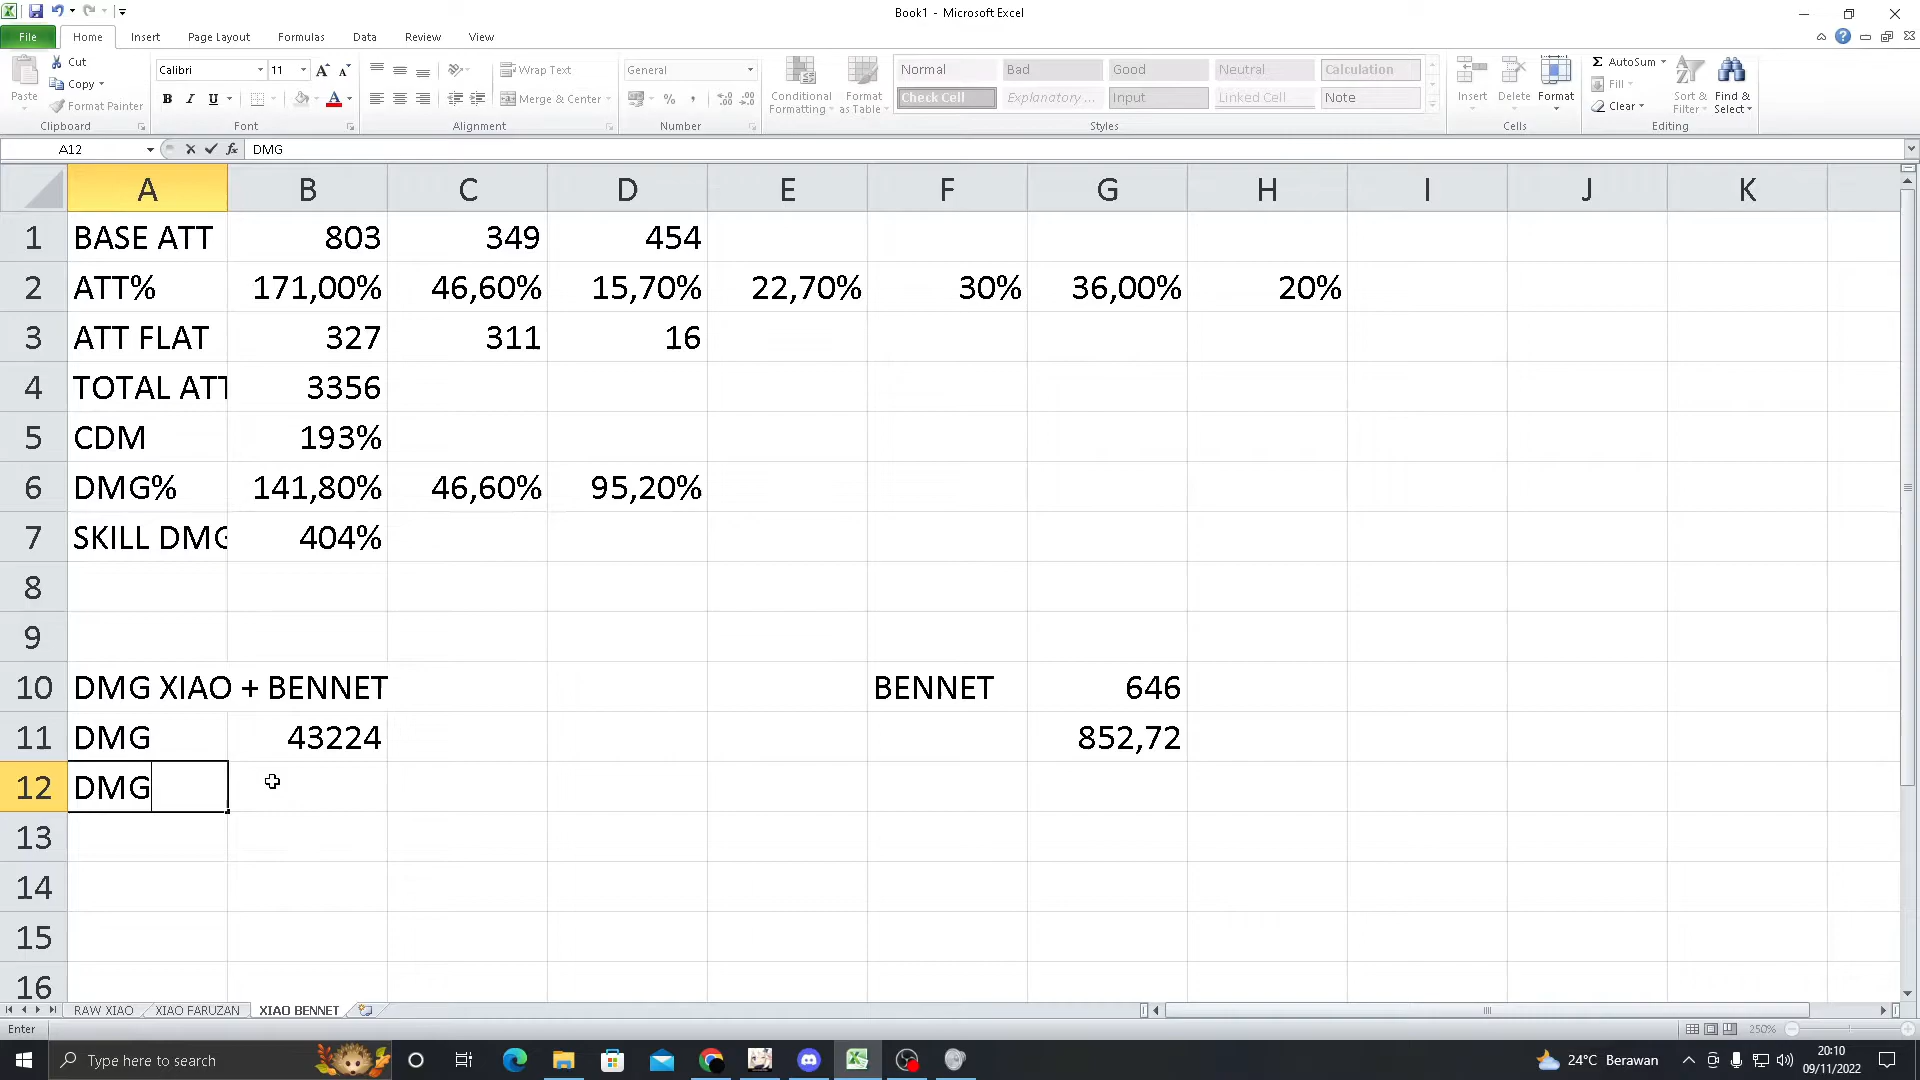 Book1 - Microsoft Excel
File Home Insert Page Layout Formulas Data Review View
Paste
Cut
Copy
Format Painter
Clipboard
Calibri 11
B I U
Font
Wrap Text
Merge & Center
Alignment
General
% ,
Number
Conditional Formatting
Format as Table
Normal Bad Good Neutral Calculation
Check Cell Explanatory ... Input Linked Cell Note
Styles
Insert Delete Format
Cells
Σ AutoSum
Fill
Clear
Sort & Filter
Find & Select
Editing
A12 fx DMG
A B C D E F G H I J K
1 BASE ATT 803 349 454
2 ATT% 171,00% 46,60% 15,70% 22,70% 30% 36,00% 20%
3 ATT FLAT 327 311 16
4 TOTAL ATT 3356
5 CDM 193%
6 DMG% 141,80% 46,60% 95,20%
7 SKILL DMG 404%
8
9
10 DMG XIAO + BENNET BENNET 646
11 DMG 43224 852,72
12 DMG
13
14
15
16
RAW XIAO XIAO FARUZAN XIAO BENNET
Enter 250%
Type here to search
24°C Berawan
20:10
09/11/2022